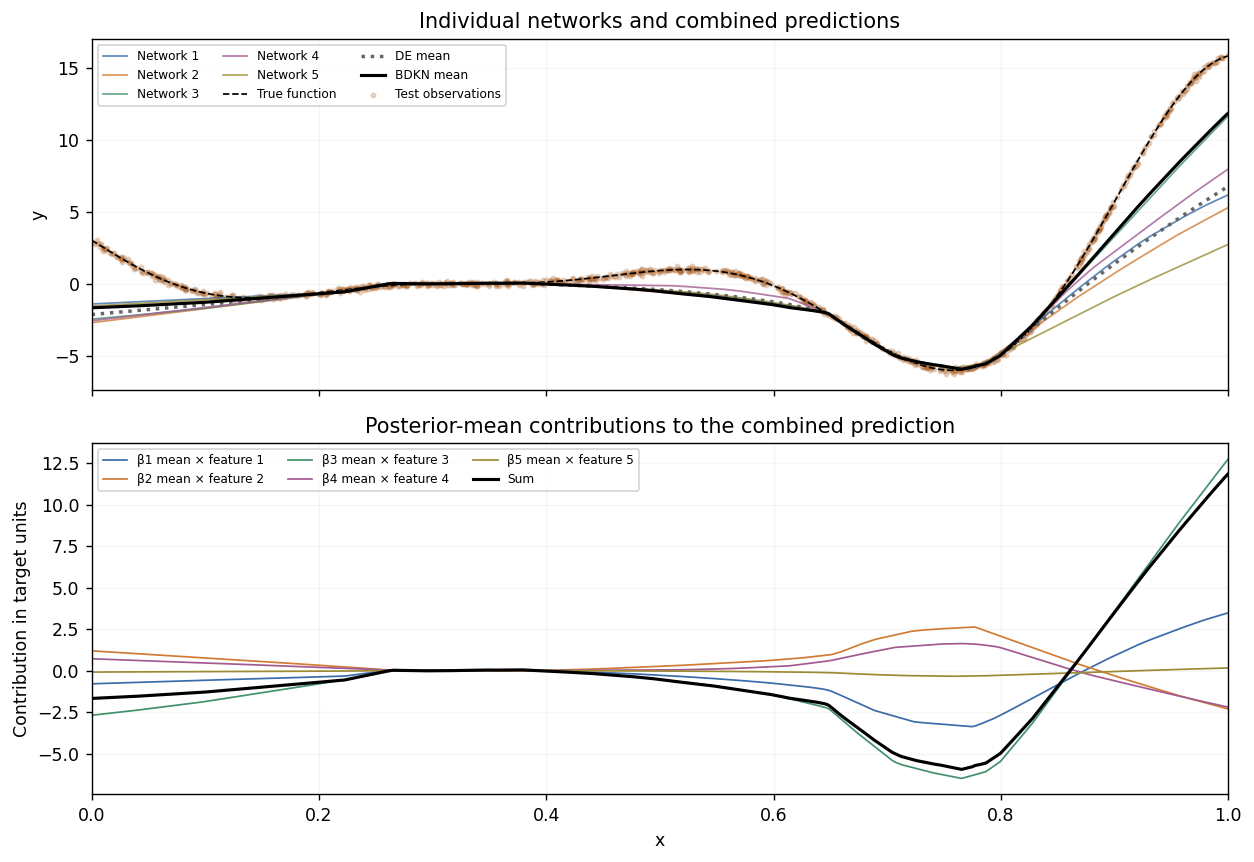 Individual networks and combined predictions
Network 1
Network 2
Network 3
Network 4
Network 5
True function
DE mean
BDKN mean
Test observations
15
10
5
0
−5
y
Posterior-mean contributions to the combined prediction
β1 mean × feature 1
β2 mean × feature 2
β3 mean × feature 3
β4 mean × feature 4
β5 mean × feature 5
Sum
12.5
10.0
7.5
5.0
2.5
0.0
−2.5
−5.0
Contribution in target units
0.0
0.2
0.4
0.6
0.8
1.0
x